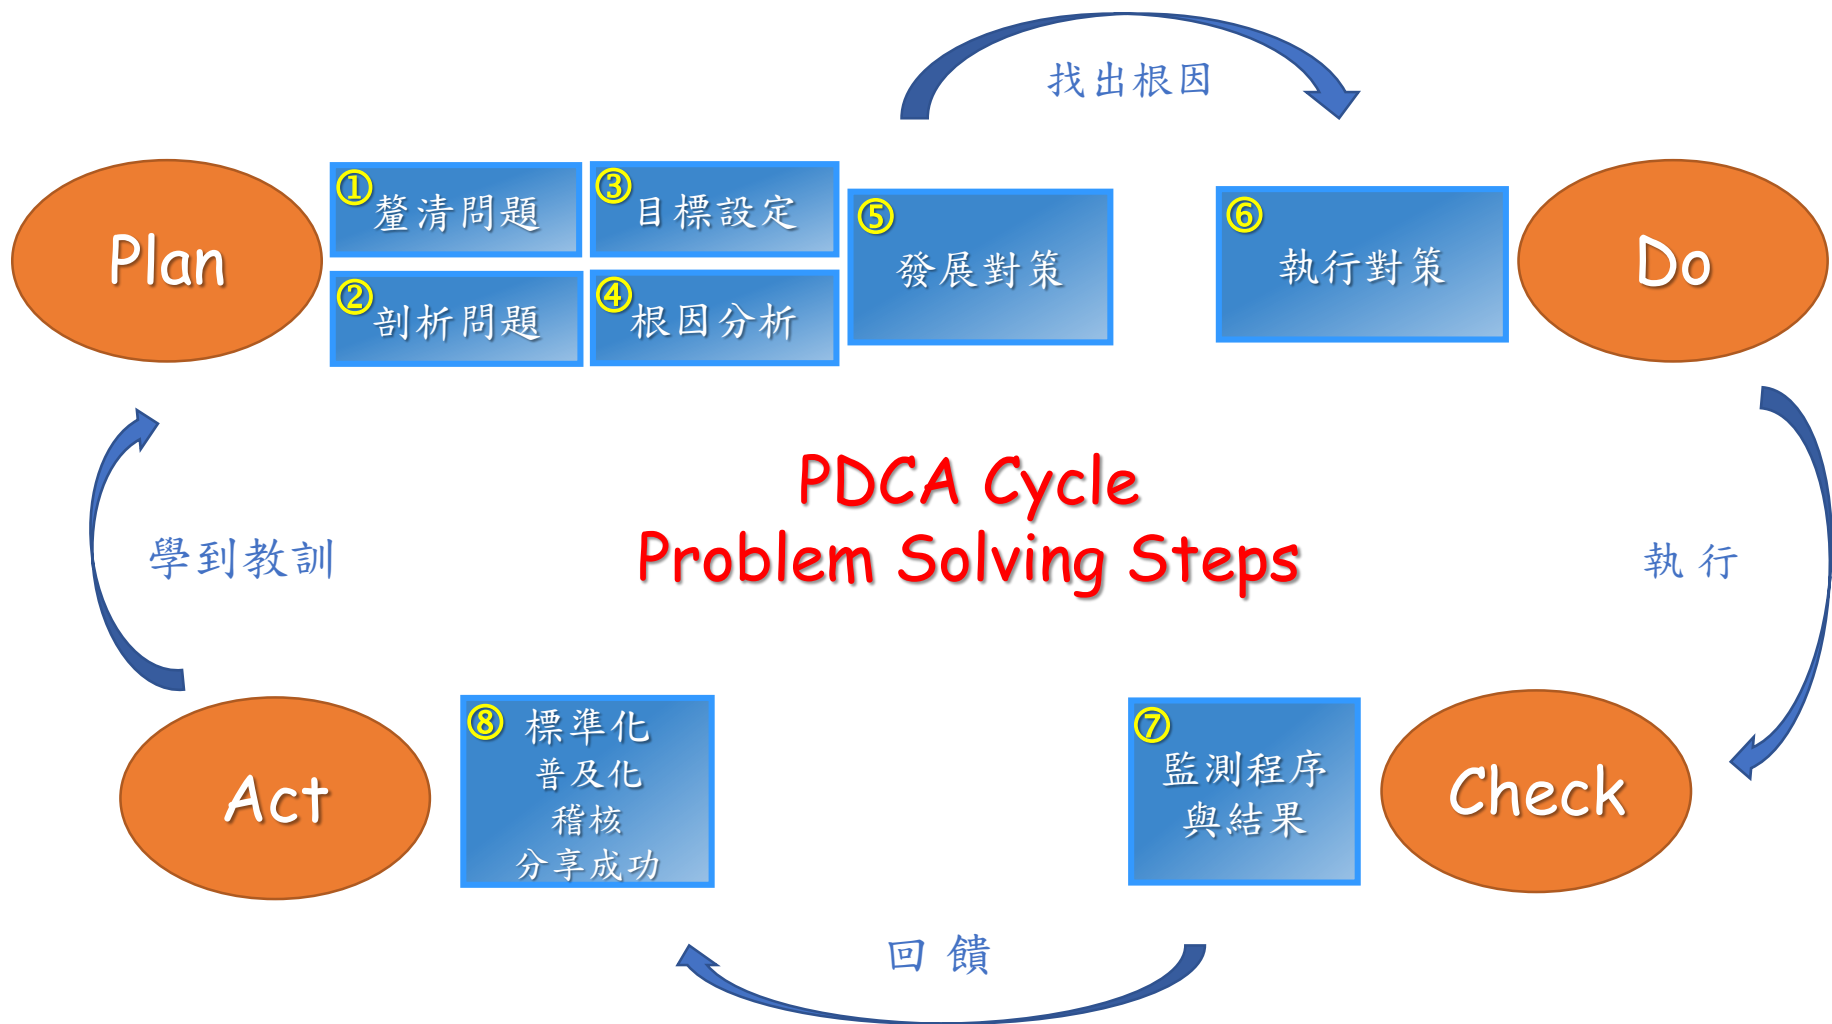 找出根因
Plan
①
釐清問題
②
剖析問題
③
目標設定
④
根因分析
⑤
發展對策
⑥
執行對策
Do
PDCA Cycle
Problem Solving Steps
學到教訓
執 行
Act
⑧
標準化
普及化
稽核
分享成功
⑦
監測程序
與結果
Check
回 饋